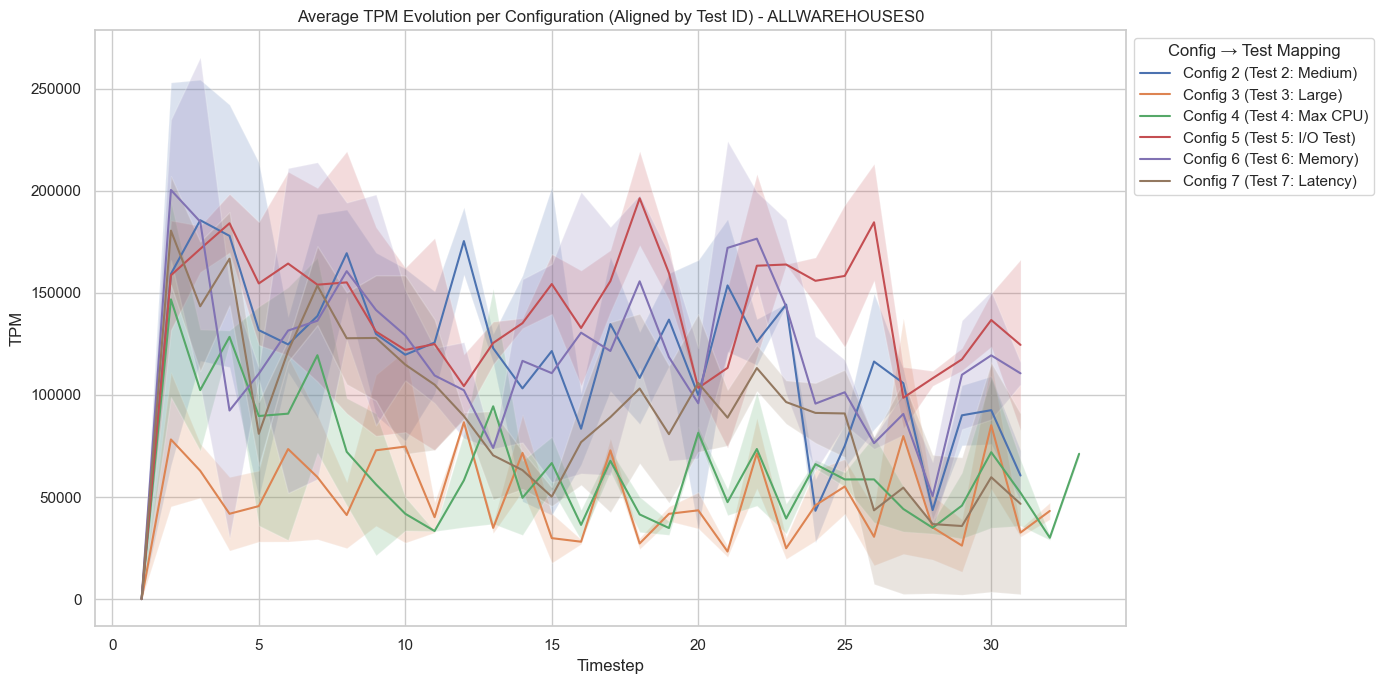 Average TPM Evolution per Configuration (Aligned by Test ID) - ALLWAREHOUSES0
Config → Test Mapping
Config 2 (Test 2: Medium)
Config 3 (Test 3: Large)
Config 4 (Test 4: Max CPU)
Config 5 (Test 5: I/O Test)
Config 6 (Test 6: Memory)
Config 7 (Test 7: Latency)
TPM
250000
200000
150000
100000
50000
0
0 5 10 15 20 25 30
Timestep